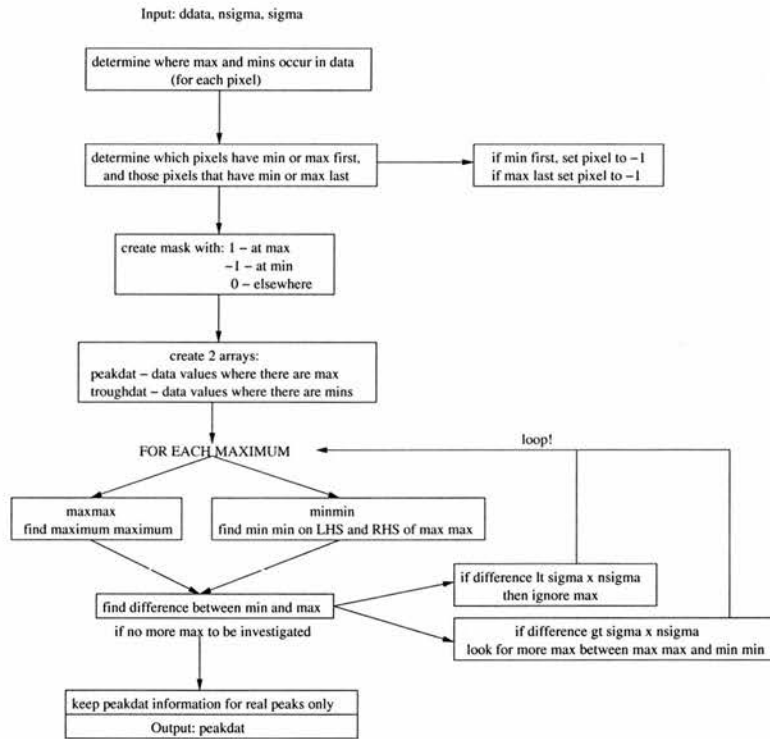 Input: ddata, nsigma, sigma
determine where max and mins occur in data
(for each pixel)
determine which pixels have min or max first,
and those pixels that have min or max last
if min first, set pixel to −1
if max last set pixel to −1
create mask with: 1 − at max
−1 − at min
0 − elsewhere
create 2 arrays:
peakdat − data values where there are max
troughdat − data values where there are mins
FOR EACH MAXIMUM
loop!
maxmax
find maximum maximum
minmin
find min min on LHS and RHS of max max
find difference between min and max
if difference lt sigma x nsigma
then ignore max
if no more max to be investigated
if difference gt sigma x nsigma
look for more max between max max and min min
keep peakdat information for real peaks only
Output: peakdat